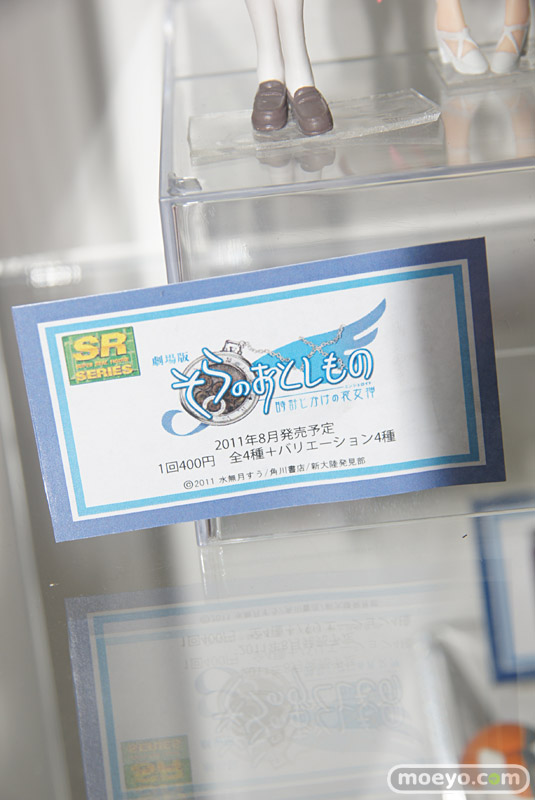 SR
SERIES
劇場版
そらのおとしもの
時計じかけの哀女神
2011年8月発売予定
1回400円 全4種+バリエーション4種
©2011 水無月すう/角川書店/新大陸発見部
moeyo.com